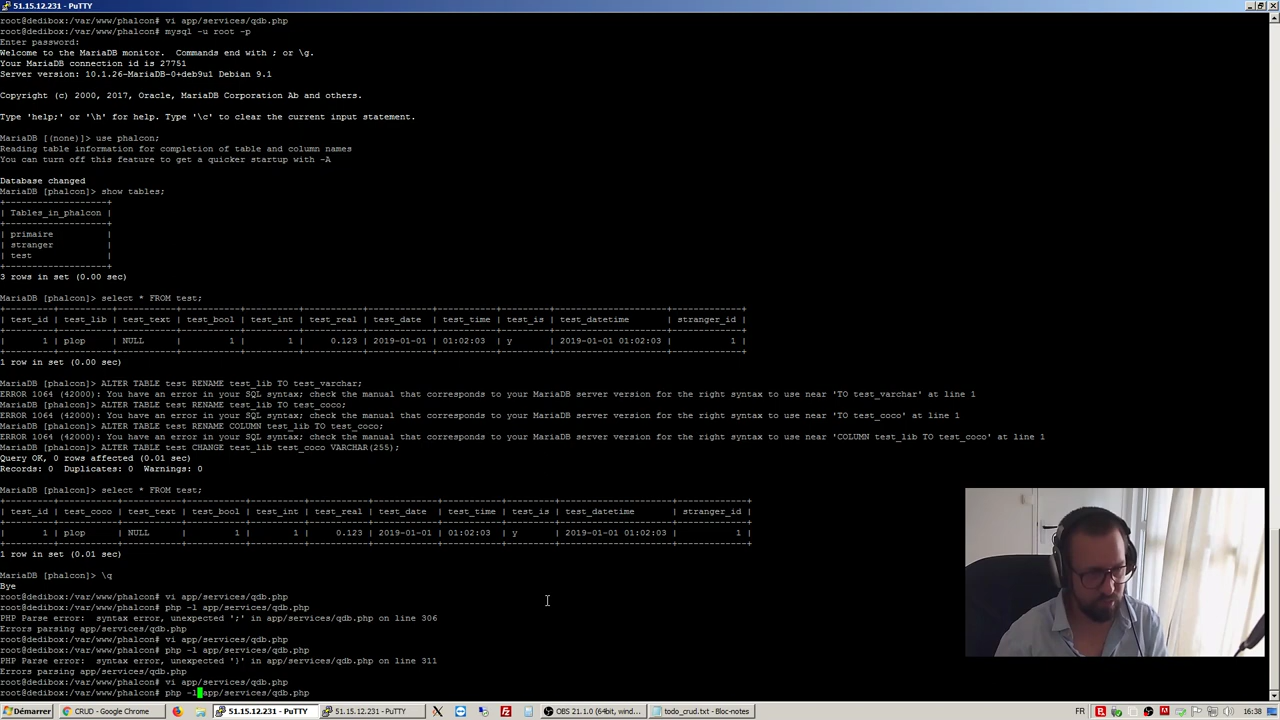 51.15.12.231 - PuTTY
root@dedibox:/var/www/phalcon# vi app/services/qdb.php
root@dedibox:/var/www/phalcon# mysql -u root -p
Enter password:
Welcome to the MariaDB monitor.  Commands end with ; or \g.
Your MariaDB connection id is 27751
Server version: 10.1.26-MariaDB-0+deb9u1 Debian 9.1
Copyright (c) 2000, 2017, Oracle, MariaDB Corporation Ab and others.
Type 'help;' or '\h' for help. Type '\c' to clear the current input statement.
MariaDB [(none)]> use phalcon;
Reading table information for completion of table and column names
You can turn off this feature to get a quicker startup with -A
Database changed
MariaDB [phalcon]> show tables;
+-------------------+
| Tables_in_phalcon |
+-------------------+
| primaire          |
| stranger          |
| test              |
+-------------------+
3 rows in set (0.00 sec)
MariaDB [phalcon]> select * FROM test;
+---------+----------+-----------+-----------+----------+-----------+------------+-----------+---------+---------------------+-------------+
| test_id | test_lib | test_text | test_bool | test_int | test_real | test_date  | test_time | test_is | test_datetime       | stranger_id |
+---------+----------+-----------+-----------+----------+-----------+------------+-----------+---------+---------------------+-------------+
|       1 | plop     | NULL      |         1 |        1 |     0.123 | 2019-01-01 | 01:02:03  | y       | 2019-01-01 01:02:03 |           1 |
+---------+----------+-----------+-----------+----------+-----------+------------+-----------+---------+---------------------+-------------+
1 row in set (0.00 sec)
MariaDB [phalcon]> ALTER TABLE test RENAME test_lib TO test_varchar;
ERROR 1064 (42000): You have an error in your SQL syntax; check the manual that corresponds to your MariaDB server version for the right syntax to use near 'TO test_varchar' at line 1
MariaDB [phalcon]> ALTER TABLE test RENAME test_lib TO test_coco;
ERROR 1064 (42000): You have an error in your SQL syntax; check the manual that corresponds to your MariaDB server version for the right syntax to use near 'TO test_coco' at line 1
MariaDB [phalcon]> ALTER TABLE test RENAME COLUMN test_lib TO test_coco;
ERROR 1064 (42000): You have an error in your SQL syntax; check the manual that corresponds to your MariaDB server version for the right syntax to use near 'COLUMN test_lib TO test_coco' at line 1
MariaDB [phalcon]> ALTER TABLE test CHANGE test_lib test_coco VARCHAR(255);
Query OK, 0 rows affected (0.01 sec)
Records: 0  Duplicates: 0  Warnings: 0
MariaDB [phalcon]> select * FROM test;
+---------+-----------+-----------+-----------+----------+-----------+------------+-----------+---------+---------------------+-------------+
| test_id | test_coco | test_text | test_bool | test_int | test_real | test_date  | test_time | test_is | test_datetime       | stranger_id |
+---------+-----------+-----------+-----------+----------+-----------+------------+-----------+---------+---------------------+-------------+
|       1 | plop      | NULL      |         1 |        1 |     0.123 | 2019-01-01 | 01:02:03  | y       | 2019-01-01 01:02:03 |           1 |
+---------+-----------+-----------+-----------+----------+-----------+------------+-----------+---------+---------------------+-------------+
1 row in set (0.01 sec)
MariaDB [phalcon]> \q
Bye
root@dedibox:/var/www/phalcon# vi app/services/qdb.php
root@dedibox:/var/www/phalcon# php -l app/services/qdb.php
PHP Parse error:  syntax error, unexpected ';' in app/services/qdb.php on line 306
Errors parsing app/services/qdb.php
root@dedibox:/var/www/phalcon# vi app/services/qdb.php
root@dedibox:/var/www/phalcon# php -l app/services/qdb.php
PHP Parse error:  syntax error, unexpected '}' in app/services/qdb.php on line 311
Errors parsing app/services/qdb.php
root@dedibox:/var/www/phalcon# vi app/services/qdb.php
root@dedibox:/var/www/phalcon# php -l app/services/qdb.php
Démarrer
CRUD - Google Chrome
51.15.12.231 - PuTTY
51.15.12.231 - PuTTY
OBS 21.1.0 (64bit, wind...
todo_crud.txt - Bloc-notes
FR
16:38